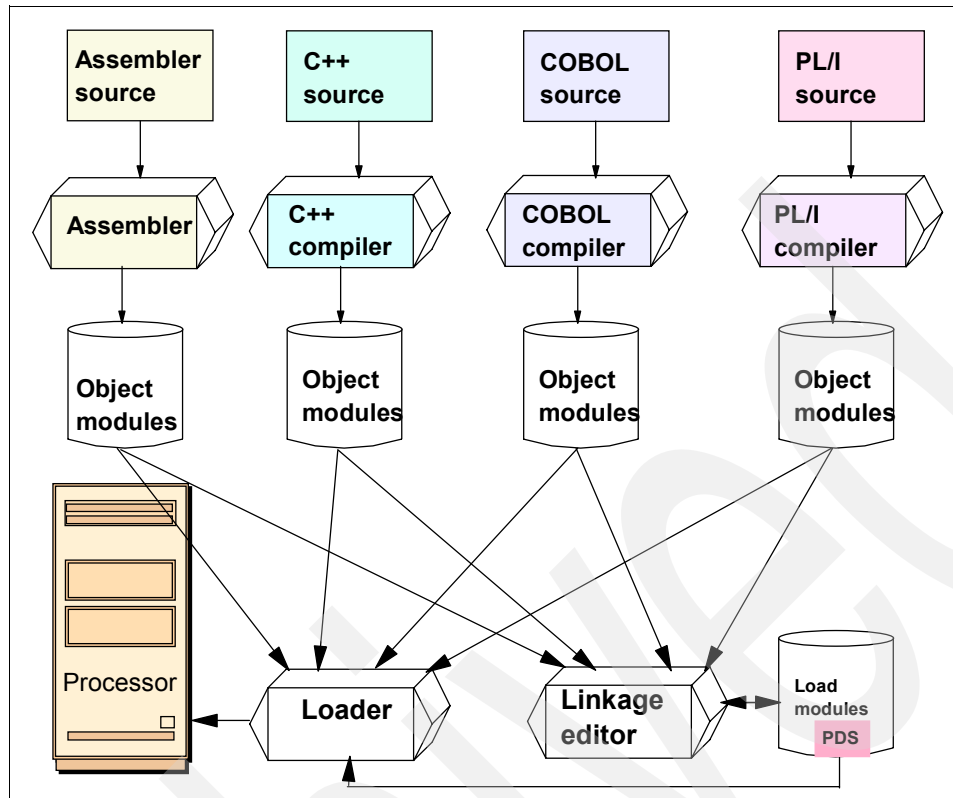 Assembler
source
C++
source
COBOL
source
PL/I
source
Assembler
C++
compiler
COBOL
compiler
PL/I
compiler
Object
modules
Object
modules
Object
modules
Object
modules
Processor
Loader
Linkage
editor
Load
modules
PDS